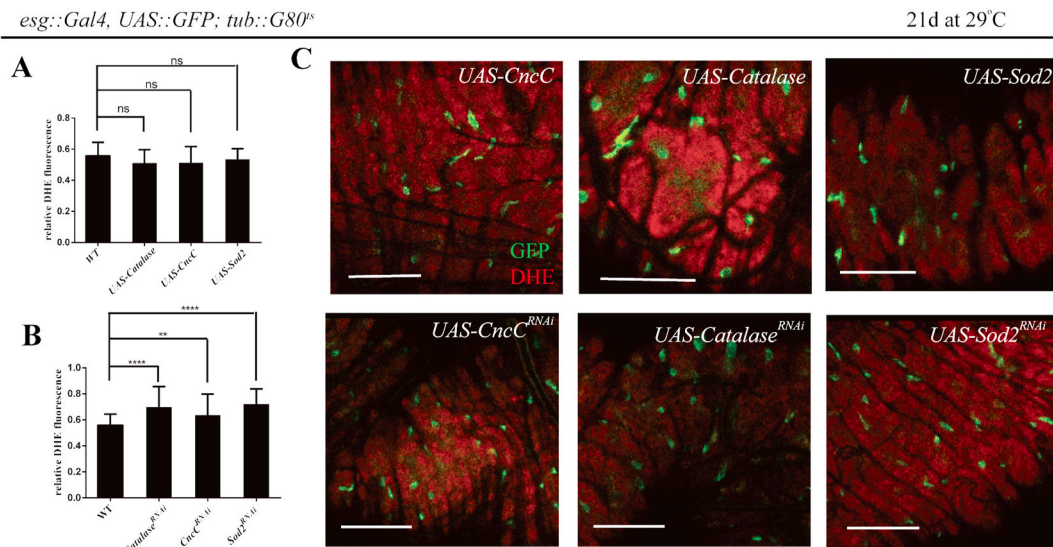 esg::Gal4, UAS::GFP; tub::G80ts 21d at 29°C
A
ns
ns
ns
relative DHE fluorescence
0.8
0.6
0.4
0.2
0.0
WT
UAS-Catalase
UAS-CncC
UAS-Sod2
B
****
**
****
relative DHE fluorescence
1.0
0.8
0.6
0.4
0.2
0.0
WT
CatalaseRNAi
CncCRNAi
Sod2RNAi
C
UAS-CncC
GFP
DHE
UAS-Catalase
UAS-Sod2
UAS-CncCRNAi
UAS-CatalaseRNAi
UAS-Sod2RNAi